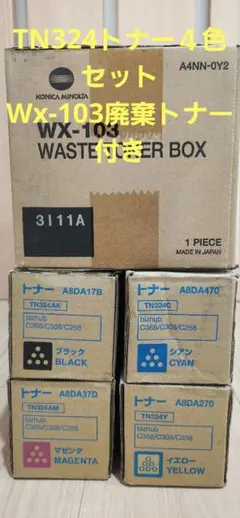 TN324トナー４色
セット
Wx-103廃棄トナー
付き
KONICA MINOLTA
A4NN-0Y2
WX-103
WASTE TONER BOX
3I11A
1 PIECE
MADE IN JAPAN
トナー A8DA17B
TN324AK
bizhub
C368/C308/C258
ブラック
BLACK
トナー A8DA470
TN324C
bizhub
C368/C308/C258
シアン
CYAN
トナー A8DA37D
TN324AM
bizhub
C368/C308/C258
マゼンタ
MAGENTA
トナー A8DA270
TN324Y
bizhub
C368/C308/C258
イエロー
YELLOW